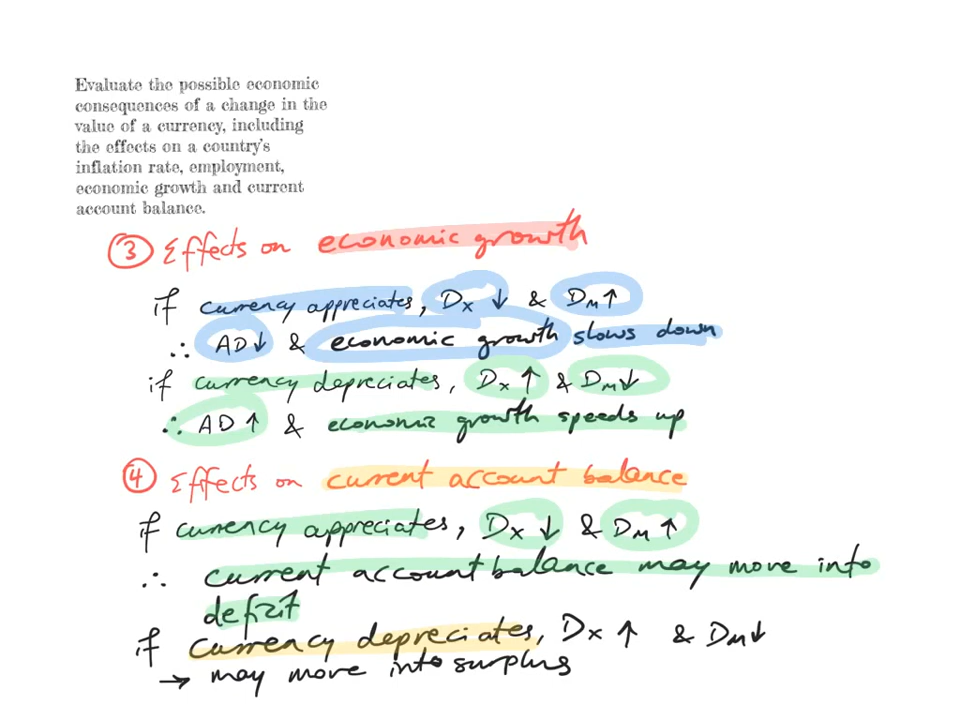 Evaluate the possible economic
consequences of a change in the
value of a currency, including
the effects on a country's
inflation rate, employment,
economic growth and current
account balance.
③ Effects on economic growth
if currency appreciates, Dx ↓ & DM ↑
∴ AD ↓ & economic growth slows down
if currency depreciates, Dx ↑ & DM ↓
∴ AD ↑ & economic growth speeds up
④ Effects on current account balance
if currency appreciates, Dx ↓ & DM ↑
∴ current account balance may move into
deficit
if currency depreciates, Dx ↑ & DM ↓
→ may move into surplus